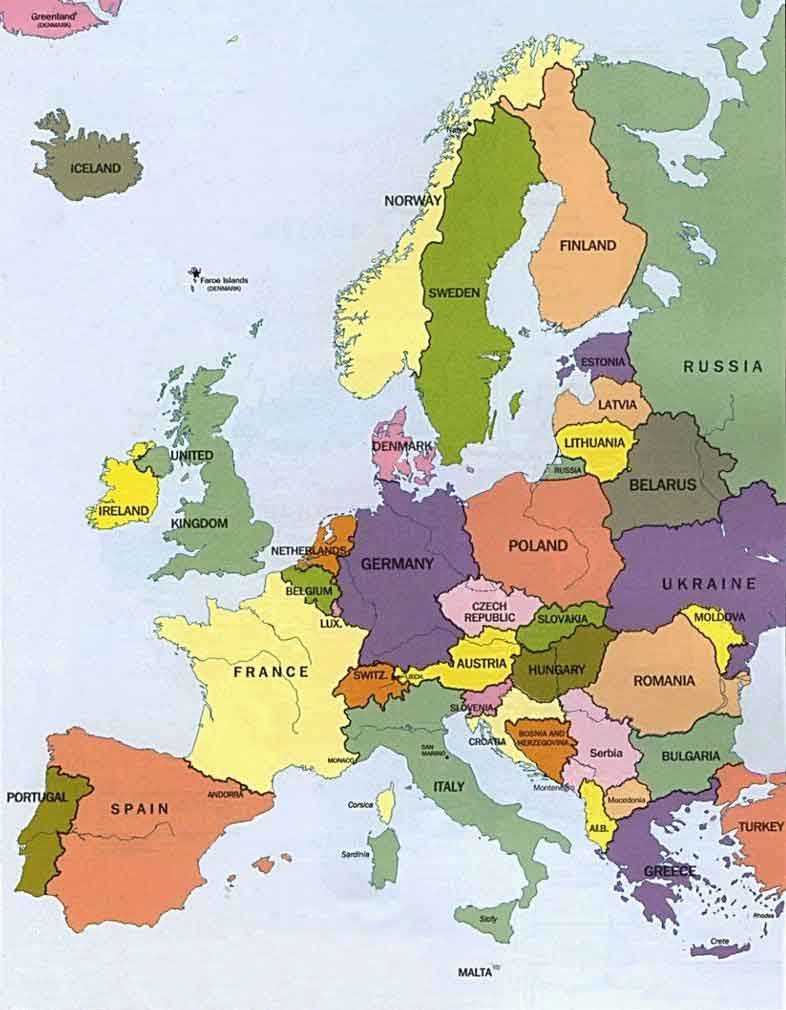 Greenland
(DENMARK)
ICELAND
NORWAY
FINLAND
Faroe Islands
(DENMARK)
SWEDEN
ESTONIA
RUSSIA
LATVIA
DENMARK
LITHUANIA
UNITED
KINGDOM
RUSSIA
BELARUS
IRELAND
NETHERLANDS
GERMANY
POLAND
UKRAINE
BELGIUM
CZECH
REPUBLIC
LUX.
SLOVAKIA
MOLDOVA
FRANCE
SWITZ.
LIECH.
AUSTRIA
HUNGARY
ROMANIA
SLOVENIA
CROATIA
BOSNIA AND
HERZEGOVINA
Serbia
BULGARIA
MONACO
SAN
MARINO
ITALY
Montenegro
PORTUGAL
SPAIN
ANDORRA
Corsica
Macedonia
ALB.
TURKEY
Sardinia
GREECE
Sicily
Rhodes
Crete
MALTA